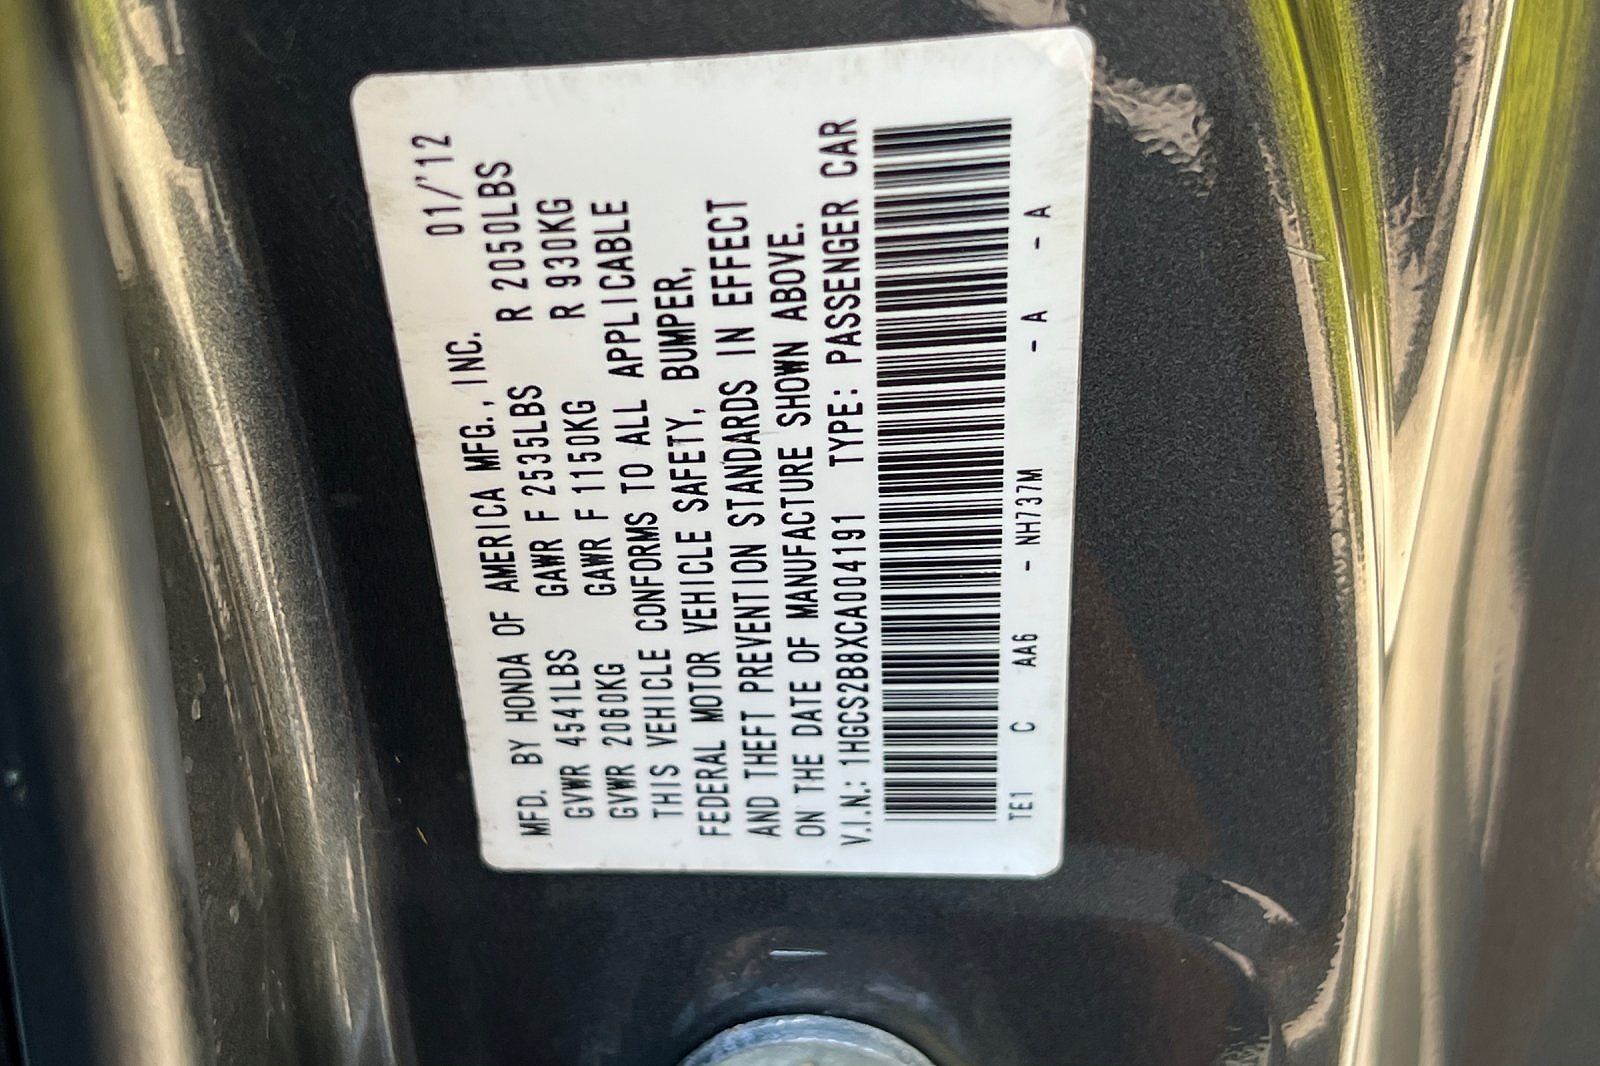 MFD. BY HONDA OF AMERICA MFG., INC. 01/'12
GVWR 4541LBS GAWR F 2535LBS R 2050LBS
GVWR 2060KG GAWR F 1150KG R 930KG
THIS VEHICLE CONFORMS TO ALL APPLICABLE
FEDERAL MOTOR VEHICLE SAFETY, BUMPER,
AND THEFT PREVENTION STANDARDS IN EFFECT
ON THE DATE OF MANUFACTURE SHOWN ABOVE.
V.I.N.: 1HGCS2B8XCA004191 TYPE: PASSENGER CAR
TE1 C AA6 - NH737M - A - A